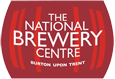 THE
NATIONAL
BREWERY
CENTRE
BURTON UPON TRENT